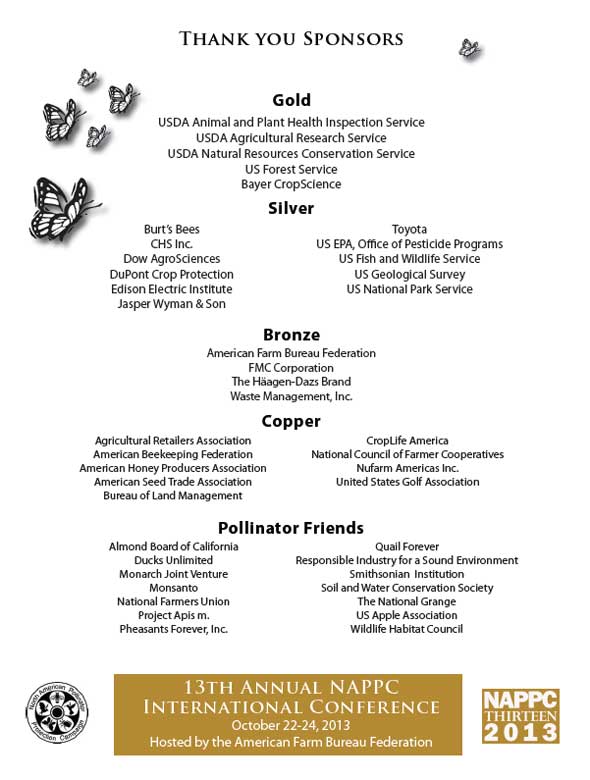 THANK YOU SPONSORS
Gold
USDA Animal and Plant Health Inspection Service
USDA Agricultural Research Service
USDA Natural Resources Conservation Service
US Forest Service
Bayer CropScience
Silver
Burt's Bees
CHS Inc.
Dow AgroSciences
DuPont Crop Protection
Edison Electric Institute
Jasper Wyman & Son
Toyota
US EPA, Office of Pesticide Programs
US Fish and Wildlife Service
US Geological Survey
US National Park Service
Bronze
American Farm Bureau Federation
FMC Corporation
The Häagen-Dazs Brand
Waste Management, Inc.
Copper
Agricultural Retailers Association
American Beekeeping Federation
American Honey Producers Association
American Seed Trade Association
Bureau of Land Management
CropLife America
National Council of Farmer Cooperatives
Nufarm Americas Inc.
United States Golf Association
Pollinator Friends
Almond Board of California
Ducks Unlimited
Monarch Joint Venture
Monsanto
National Farmers Union
Project Apis m.
Pheasants Forever, Inc.
Quail Forever
Responsible Industry for a Sound Environment
Smithsonian Institution
Soil and Water Conservation Society
The National Grange
US Apple Association
Wildlife Habitat Council
North American Pollinator
Protection Campaign
13TH ANNUAL NAPPC
INTERNATIONAL CONFERENCE
October 22-24, 2013
Hosted by the American Farm Bureau Federation
NAPPC
THIRTEEN
2013